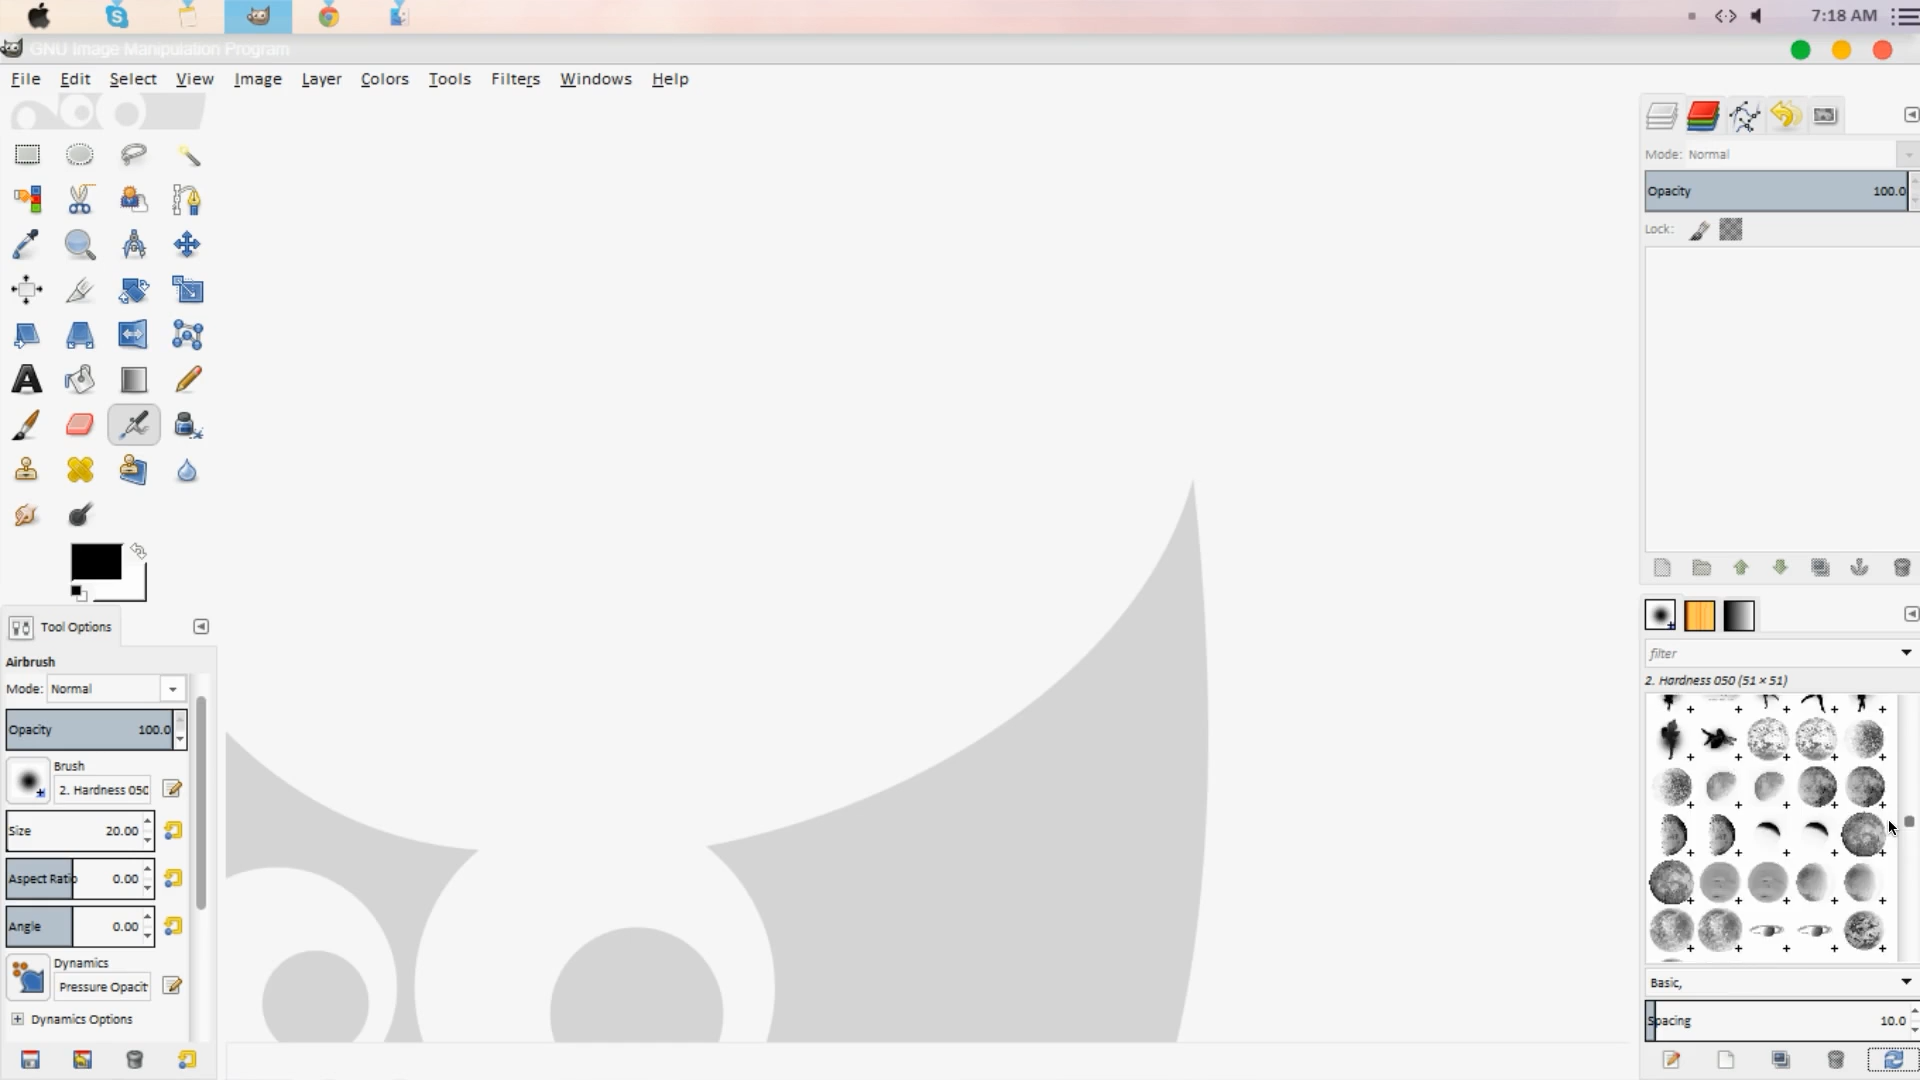 7:18 AM
GNU Image Manipulation Program
File Edit Select View Image Layer Colors Tools Filters Windows Help
Mode: Normal
Opacity 100.0
Lock:
Tool Options
Airbrush
Mode: Normal
Opacity 100.0
Brush
2. Hardness 050
Size 20.00
Aspect Ratio 0.00
Angle 0.00
Dynamics
Pressure Opacit
Dynamics Options
filter
2. Hardness 050 (51 × 51)
Basic,
Spacing 10.0